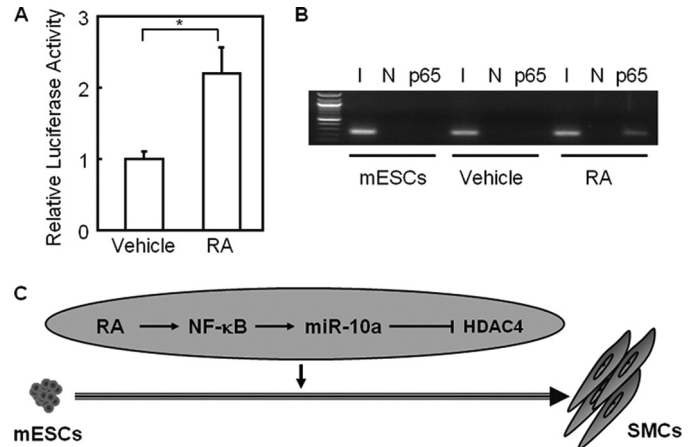 A
Relative Luciferase Activity
3
2
1
0
*
Vehicle RA
B
I N p65 I N p65 I N p65
mESCs Vehicle RA
C
RA NF-κB miR-10a HDAC4
mESCs
SMCs